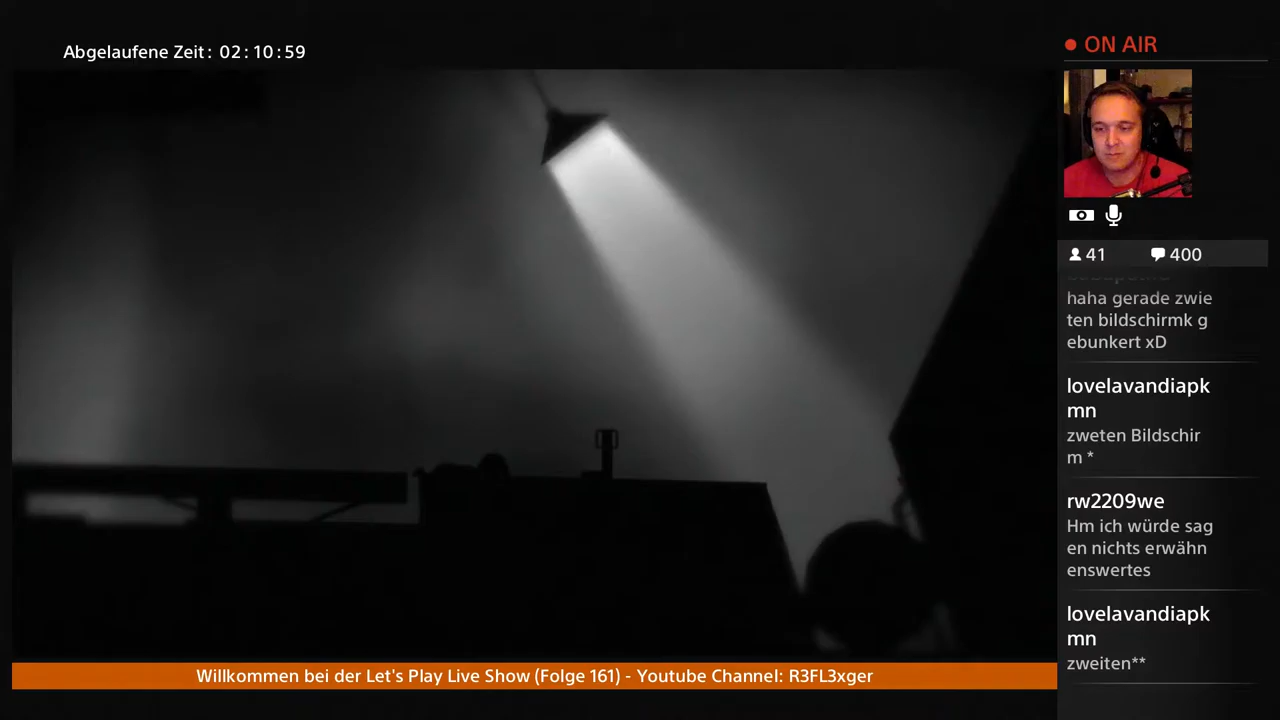 Abgelaufene Zeit: 02:10:59
ON AIR
41 400
haha gerade zwie
ten bildschirmk g
ebunkert xD
lovelavandiapk
mn
zweten Bildschir
m *
rw2209we
Hm ich würde sag
en nichts erwähn
enswertes
lovelavandiapk
mn
zweiten**
Willkommen bei der Let's Play Live Show (Folge 161) - Youtube Channel: R3FL3xger